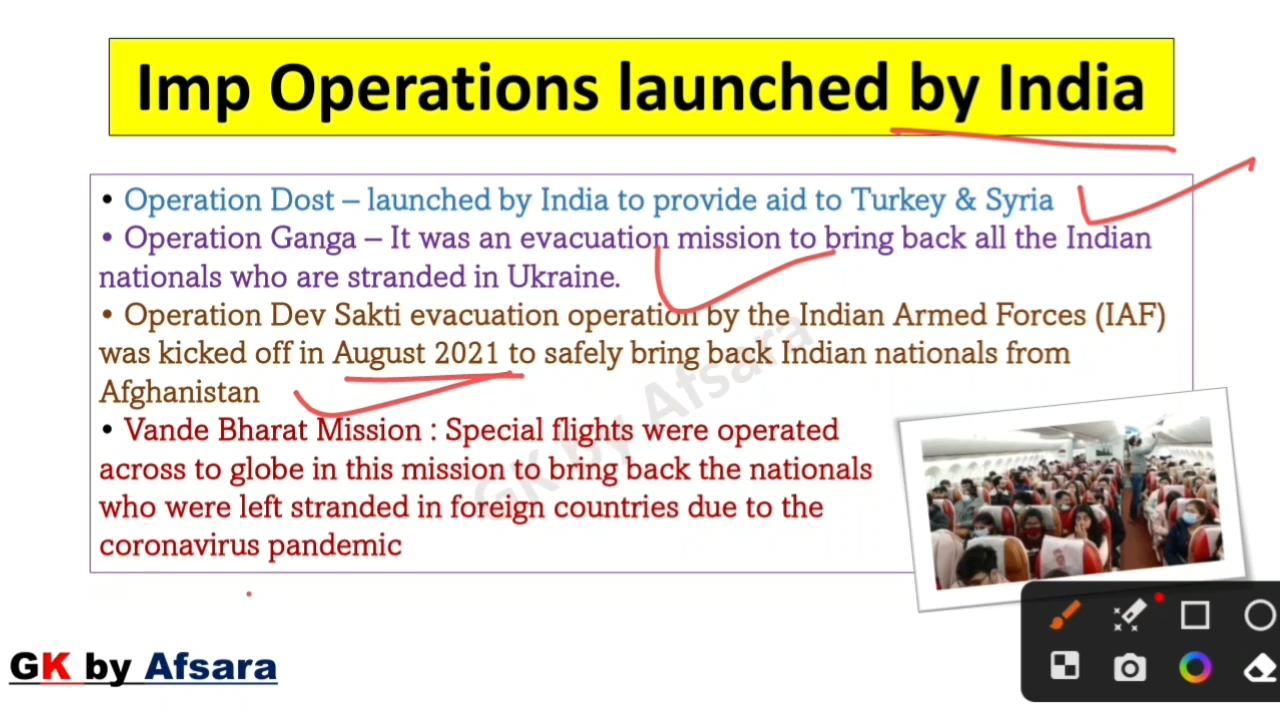 Imp Operations launched by India
• Operation Dost – launched by India to provide aid to Turkey & Syria
• Operation Ganga – It was an evacuation mission to bring back all the Indian
nationals who are stranded in Ukraine.
• Operation Dev Sakti evacuation operation by the Indian Armed Forces (IAF)
was kicked off in August 2021 to safely bring back Indian nationals from
Afghanistan
• Vande Bharat Mission : Special flights were operated
across to globe in this mission to bring back the nationals
who were left stranded in foreign countries due to the
coronavirus pandemic
GK by Afsara
GK by Afsara